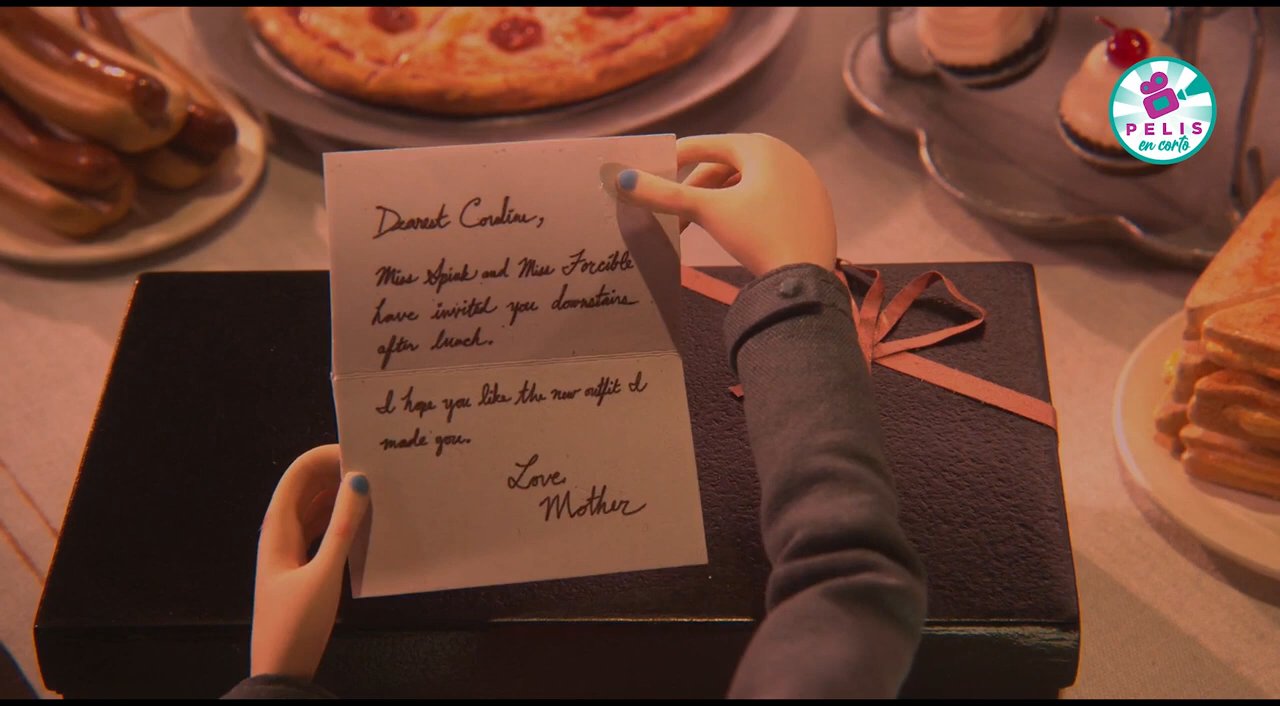 PELIS
en corto
Dearest Coraline,
Miss Spink and Miss Forcible
have invited you downstairs
after lunch.
I hope you like the new outfit I
made you.
Love,
Mother